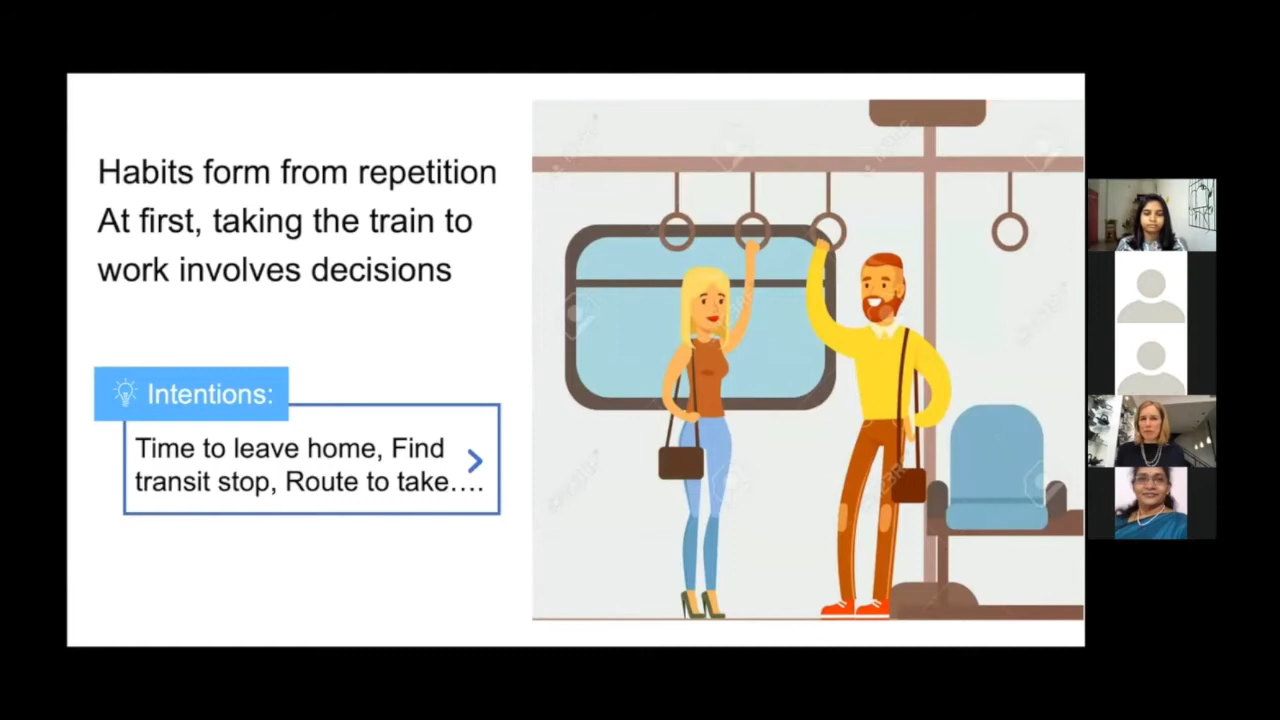 Habits form from repetition
At first, taking the train to
work involves decisions
Intentions:
Time to leave home, Find
transit stop, Route to take….